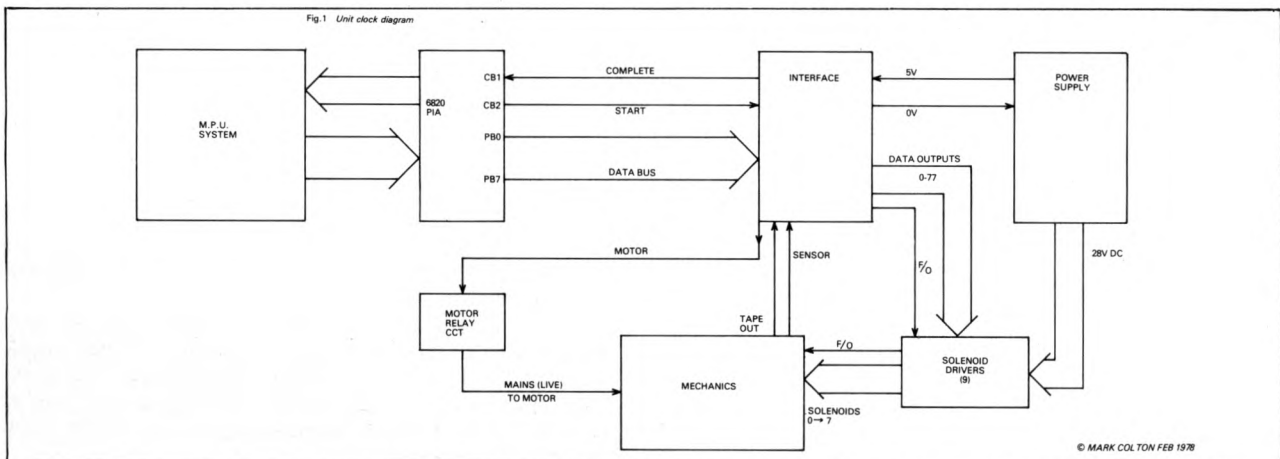 Fig.1 Unit clock diagram
M.P.U.
SYSTEM
6820
PIA
CB1
CB2
PB0
PB7
COMPLETE
START
DATA BUS
INTERFACE
5V
0V
POWER
SUPPLY
DATA OUTPUTS
0-77
F/O
28V DC
MOTOR
SENSOR
TAPE
OUT
MOTOR
RELAY
CCT
MAINS (LIVE)
TO MOTOR
MECHANICS
F/O
SOLENOIDS
0→ 7
SOLENOID
DRIVERS
(9)
© MARK COLTON FEB 1978